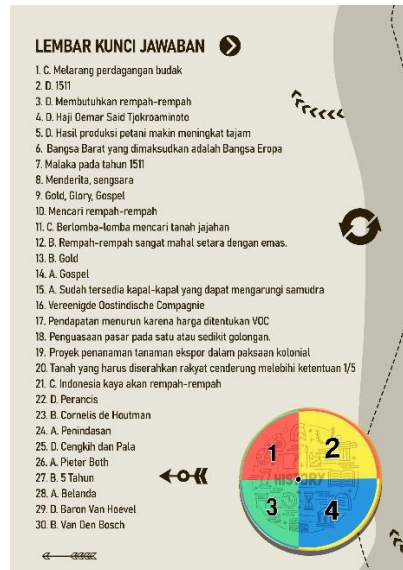 LEMBAR KUNCI JAWABAN
1. C. Melarang perdagangan budak
2. D. 1511
3. D. Membutuhkan rempah-rempah
4. D. Haji Oemar Said Tjokroaminoto
5. D. Hasil produksi petani makin meningkat tajam
6. Bangsa Barat yang dimaksudkan adalah Bangsa Eropa
7. Malaka pada tahun 1511
8. Menderita, sengsara
9. Gold, Glory, Gospel
10. Mencari rempah-rempah
11. C. Berlomba-lomba mencari tanah jajahan
12. B. Rempah-rempah sangat mahal setara dengan emas.
13. B. Gold
14. A. Gospel
15. A. Sudah tersedia kapal-kapal yang dapat mengarungi samudra
16. Vereenigde Oostindische Compagnie
17. Pendapatan menurun karena harga ditentukan VOC
18. Penguasaan pasar pada satu atau sedikit golongan.
19. Proyek penanaman tanaman ekspor dalam paksaan kolonial
20. Tanah yang harus diserahkan rakyat cenderung melebihi ketentuan 1/5
21. C. Indonesia kaya akan rempah-rempah
22. D. Perancis
23. B. Cornelis de Houtman
24. A. Penindasan
25. D. Cengkih dan Pala
26. A. Pieter Both
27. B. 5 Tahun
28. A. Belanda
29. D. Baron Van Hoevel
30. B. Van Den Bosch
1 2
HISTORY
3 4